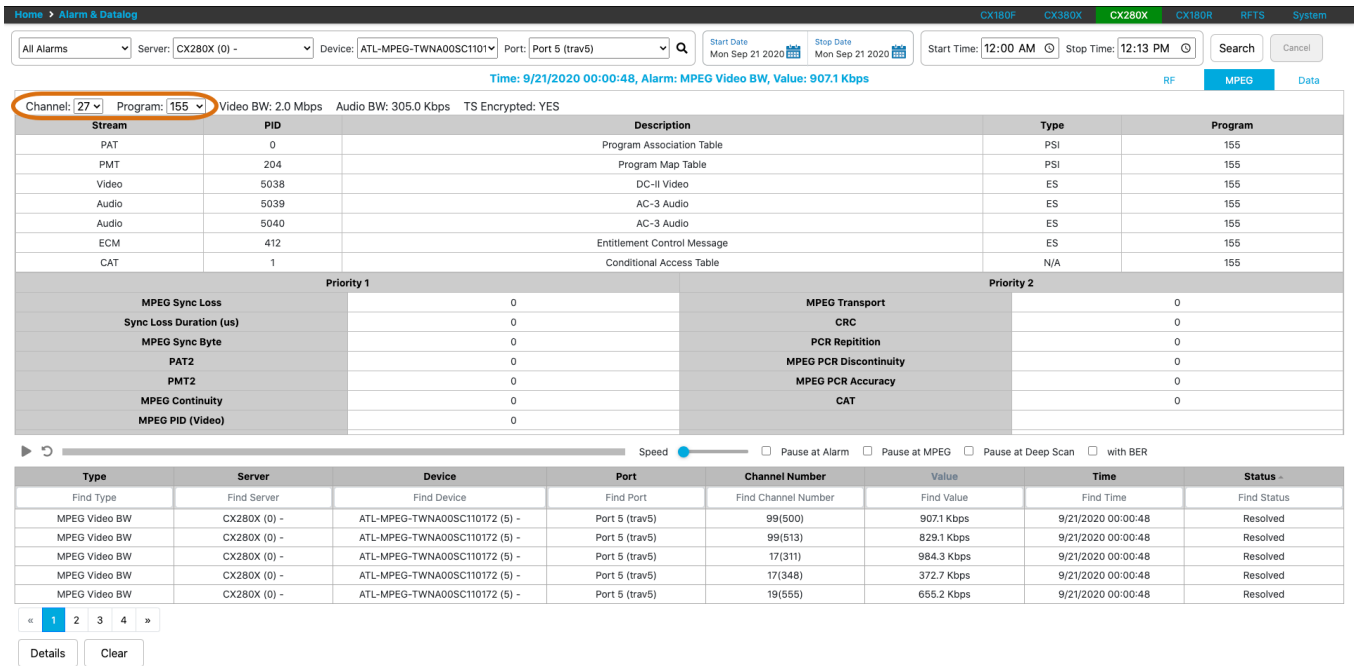 Home > Alarm & Datalog CX180F CX380X CX280X CX180R RFTS System
All Alarms Server: CX280X (0) - Device: ATL-MPEG-TWNA00SC1101 Port: Port 5 (trav5) Start Date Mon Sep 21 2020 Stop Date Mon Sep 21 2020 Start Time: 12:00 AM Stop Time: 12:13 PM Search Cancel
Time: 9/21/2020 00:00:48, Alarm: MPEG Video BW, Value: 907.1 Kbps RF MPEG Data
Channel: 27 Program: 155 Video BW: 2.0 Mbps Audio BW: 305.0 Kbps TS Encrypted: YES
Stream PID Description Type Program
PAT 0 Program Association Table PSI 155
PMT 204 Program Map Table PSI 155
Video 5038 DC-II Video ES 155
Audio 5039 AC-3 Audio ES 155
Audio 5040 AC-3 Audio ES 155
ECM 412 Entitlement Control Message ES 155
CAT 1 Conditional Access Table N/A 155
Priority 1 Priority 2
MPEG Sync Loss 0 MPEG Transport 0
Sync Loss Duration (us) 0 CRC 0
MPEG Sync Byte 0 PCR Repitition 0
PAT2 0 MPEG PCR Discontinuity 0
PMT2 0 MPEG PCR Accuracy 0
MPEG Continuity 0 CAT 0
MPEG PID (Video) 0
Speed Pause at Alarm Pause at MPEG Pause at Deep Scan with BER
Type Server Device Port Channel Number Value Time Status
Find Type Find Server Find Device Find Port Find Channel Number Find Value Find Time Find Status
MPEG Video BW CX280X (0) - ATL-MPEG-TWNA00SC110172 (5) - Port 5 (trav5) 99(500) 907.1 Kbps 9/21/2020 00:00:48 Resolved
MPEG Video BW CX280X (0) - ATL-MPEG-TWNA00SC110172 (5) - Port 5 (trav5) 99(513) 829.1 Kbps 9/21/2020 00:00:48 Resolved
MPEG Video BW CX280X (0) - ATL-MPEG-TWNA00SC110172 (5) - Port 5 (trav5) 17(311) 984.3 Kbps 9/21/2020 00:00:48 Resolved
MPEG Video BW CX280X (0) - ATL-MPEG-TWNA00SC110172 (5) - Port 5 (trav5) 17(348) 372.7 Kbps 9/21/2020 00:00:48 Resolved
MPEG Video BW CX280X (0) - ATL-MPEG-TWNA00SC110172 (5) - Port 5 (trav5) 19(555) 655.2 Kbps 9/21/2020 00:00:48 Resolved
« 1 2 3 4 »
Details Clear